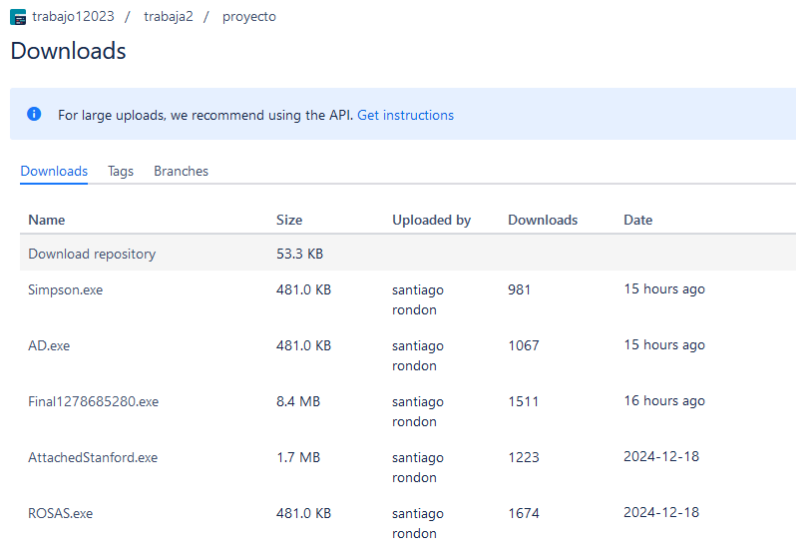 trabajo12023 / trabaja2 / proyecto
Downloads
For large uploads, we recommend using the API. Get instructions
Downloads Tags Branches
Name Size Uploaded by Downloads Date
Download repository 53.3 KB
Simpson.exe 481.0 KB santiago rondon 981 15 hours ago
AD.exe 481.0 KB santiago rondon 1067 15 hours ago
Final1278685280.exe 8.4 MB santiago rondon 1511 16 hours ago
AttachedStanford.exe 1.7 MB santiago rondon 1223 2024-12-18
ROSAS.exe 481.0 KB santiago rondon 1674 2024-12-18